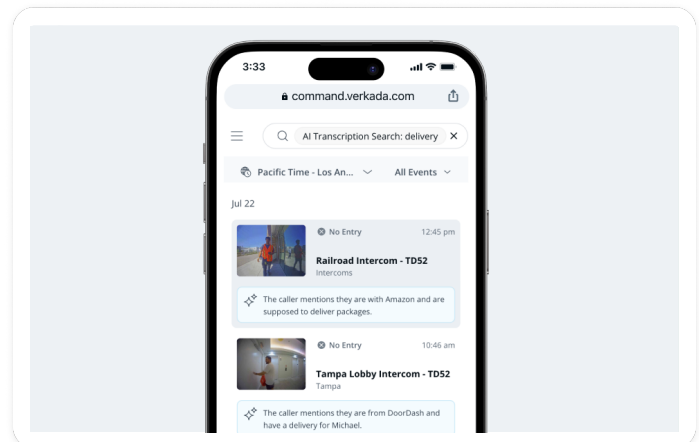 3:33
command.verkada.com
AI Transcription Search: delivery
Pacific Time - Los An...
All Events
Jul 22
No Entry
12:45 pm
Railroad Intercom - TD52
Intercoms
The caller mentions they are with Amazon and are
supposed to deliver packages.
No Entry
10:46 am
Tampa Lobby Intercom - TD52
Tampa
The caller mentions they are from DoorDash and
have a delivery for Michael.